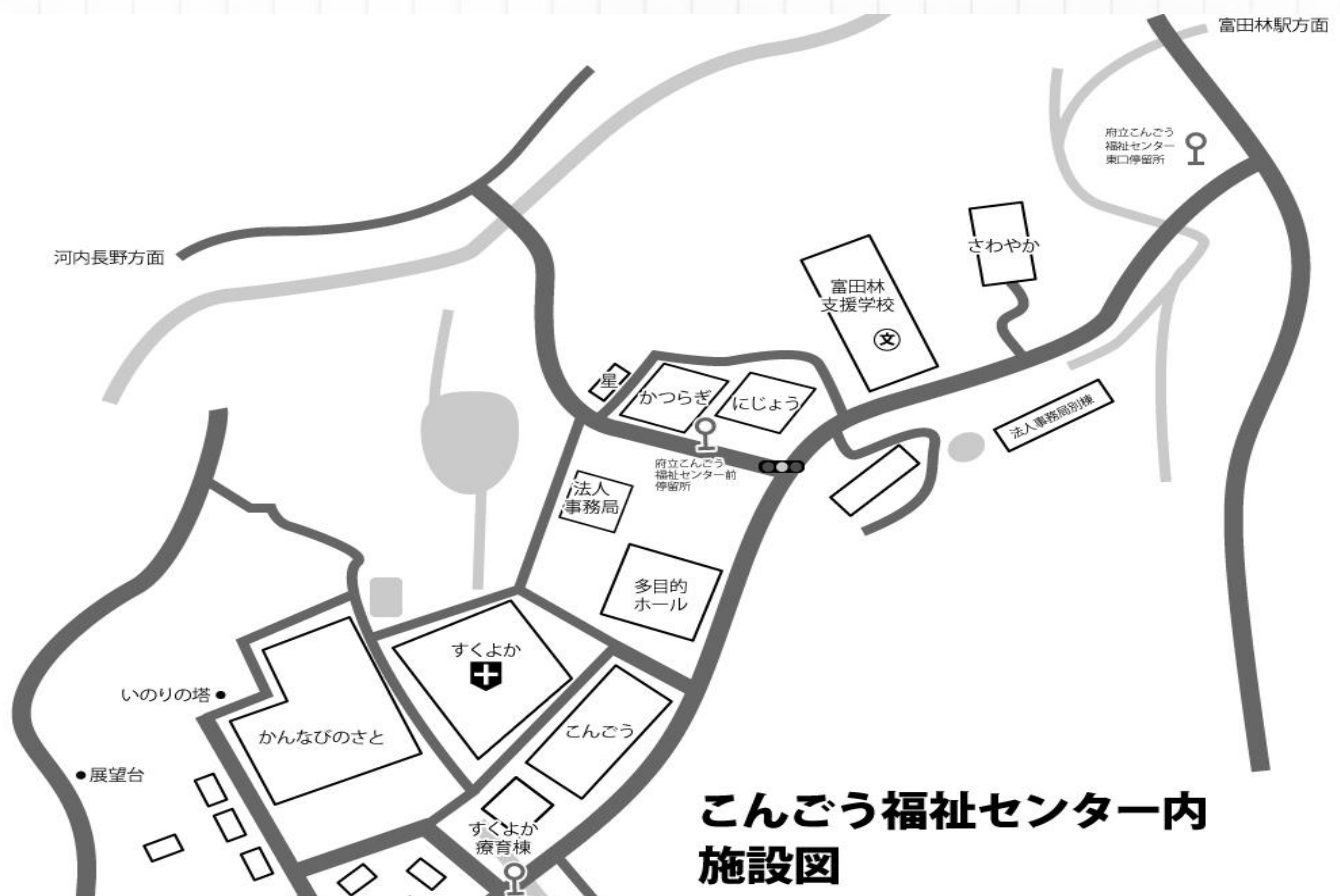 富田林駅方面
府立こんごう
福祉センター
東口停留所
河内長野方面
さわやか
富田林
支援学校
文
星
かつらぎ
にじょう
法人事務局別棟
府立こんごう
福祉センター前
停留所
法人
事務局
多目的
ホール
すくよか
いのりの塔
かんなびのさと
こんごう
展望台
すくよか
療育棟
こんごう福祉センター内
施設図